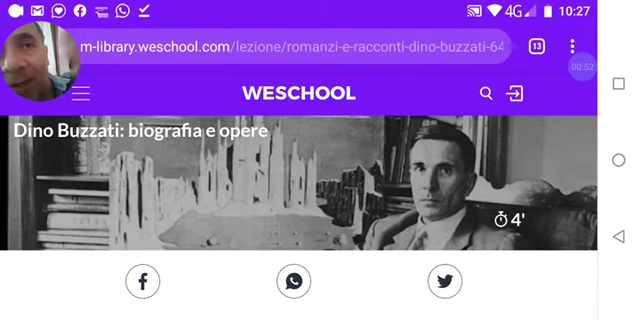 4G 10:27
m-library.weschool.com/lezione/romanzi-e-racconti-dino-buzzati-64
13
00:52
WESCHOOL
Dino Buzzati: biografia e opere
4'